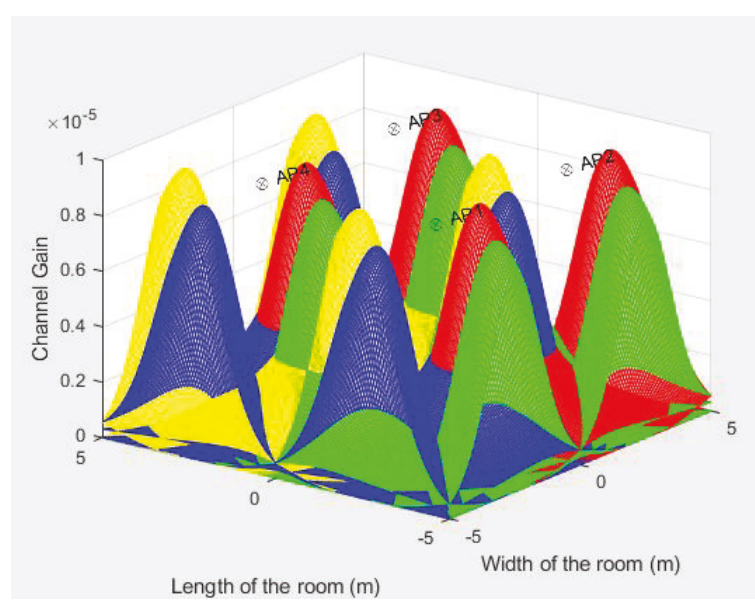 ×10-5
1
0.8
0.6
0.4
0.2
0
Channel Gain
AP3
AP2
AP4
AP1
5
0
-5
Length of the room (m)
-5
0
5
Width of the room (m)